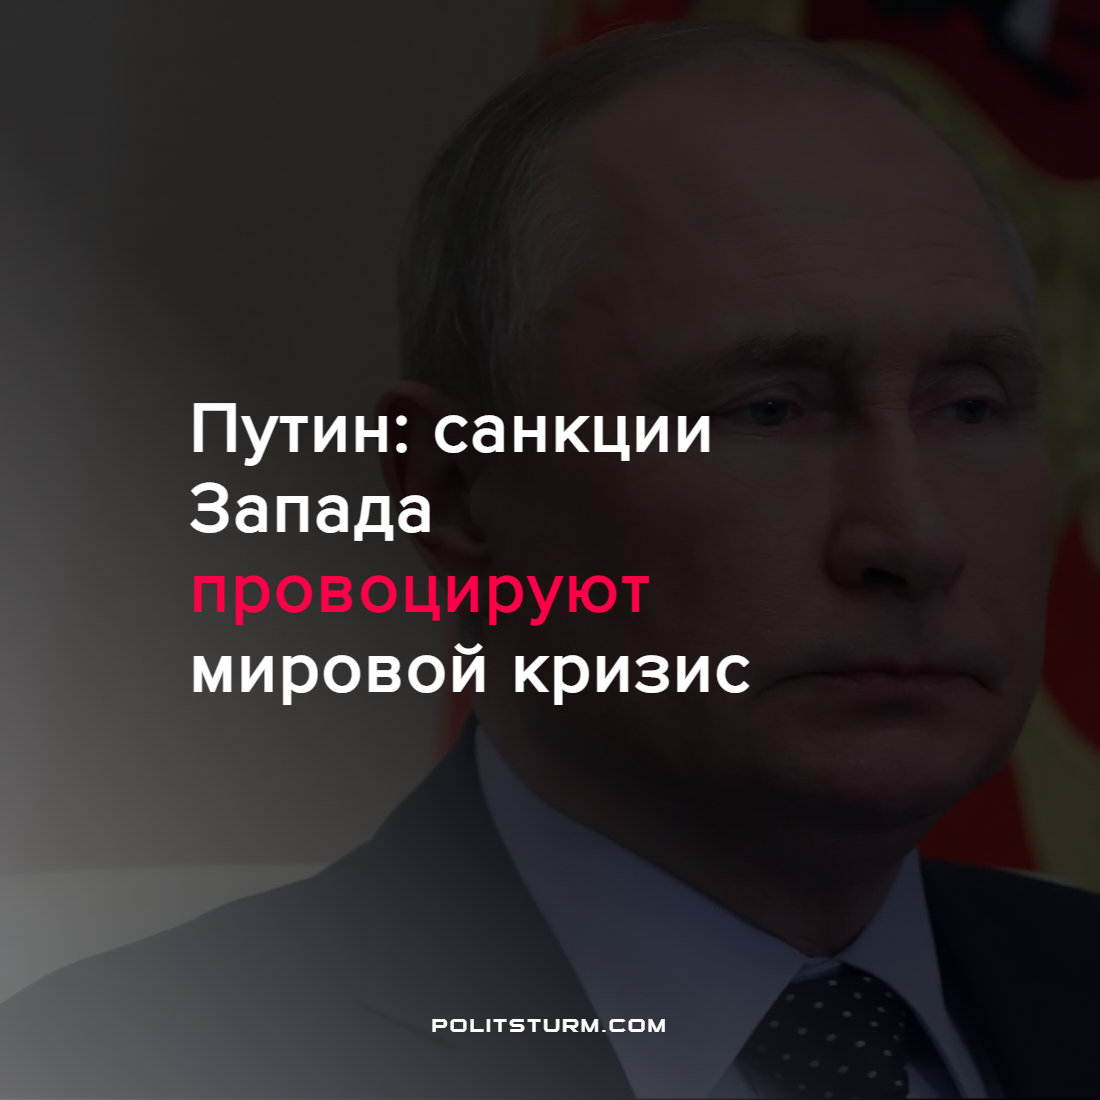 Путин: санкции
Запада
провоцируют
мировой кризис
POLITSTURM.COM